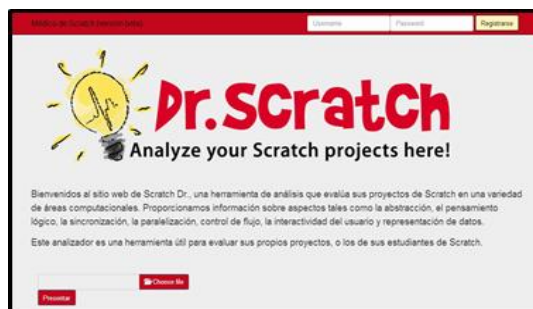 Médico de Scratch (versión beta) Username Password Registrarse
Dr.Scratch
Analyze your Scratch projects here!
Bienvenidos al sitio web de Scratch Dr., una herramienta de análisis que evalúa sus proyectos de Scratch en una variedad
de áreas computacionales. Proporcionamos información sobre aspectos tales como la abstracción, el pensamiento
lógico, la sincronización, la paralelización, control de flujo, la interactividad del usuario y representación de datos.
Este analizador es una herramienta útil para evaluar sus propios proyectos, o los de sus estudiantes de Scratch.
Choose file
Presentar